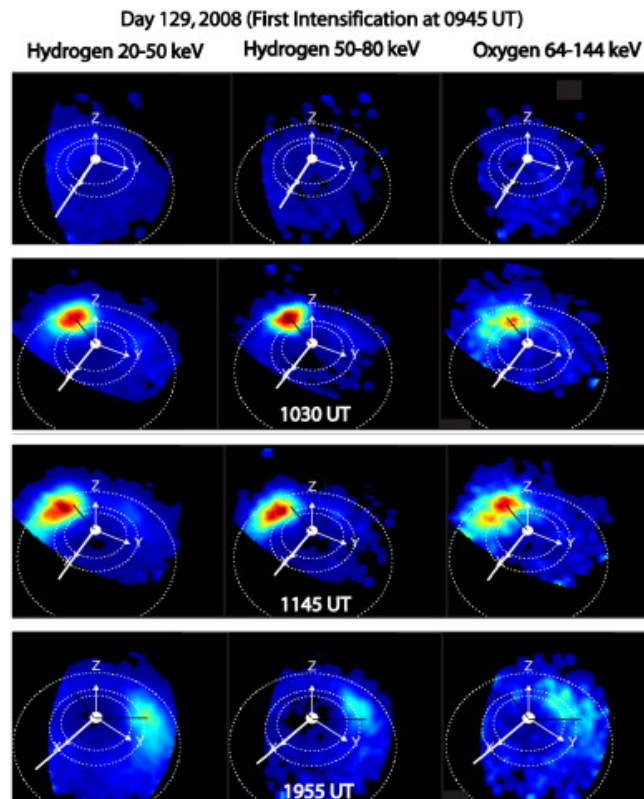 Day 129, 2008 (First Intensification at 0945 UT)
Hydrogen 20-50 keV Hydrogen 50-80 keV Oxygen 64-144 keV
Z Z Z
Y Y Y
X X X
Z Z Z
Y Y Y
X X X
1030 UT
Z Z Z
Y Y Y
X X X
1145 UT
Z Z Z
Y Y Y
X X X
1955 UT